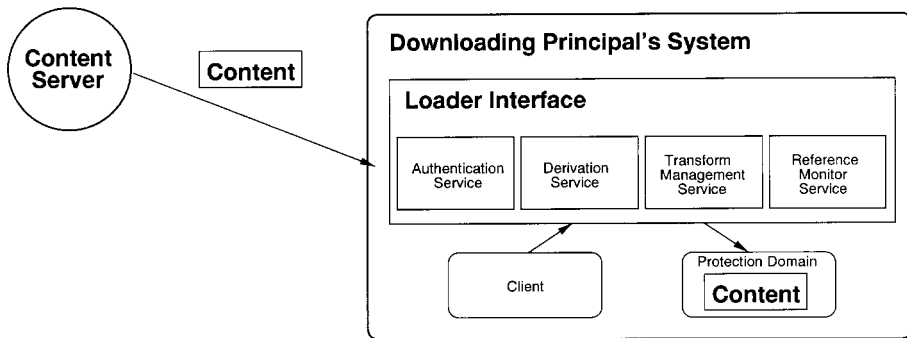 Content
Server
Content
Downloading Principal's System
Loader Interface
Authentication
Service
Derivation
Service
Transform
Management
Service
Reference
Monitor
Service
Client
Protection Domain
Content